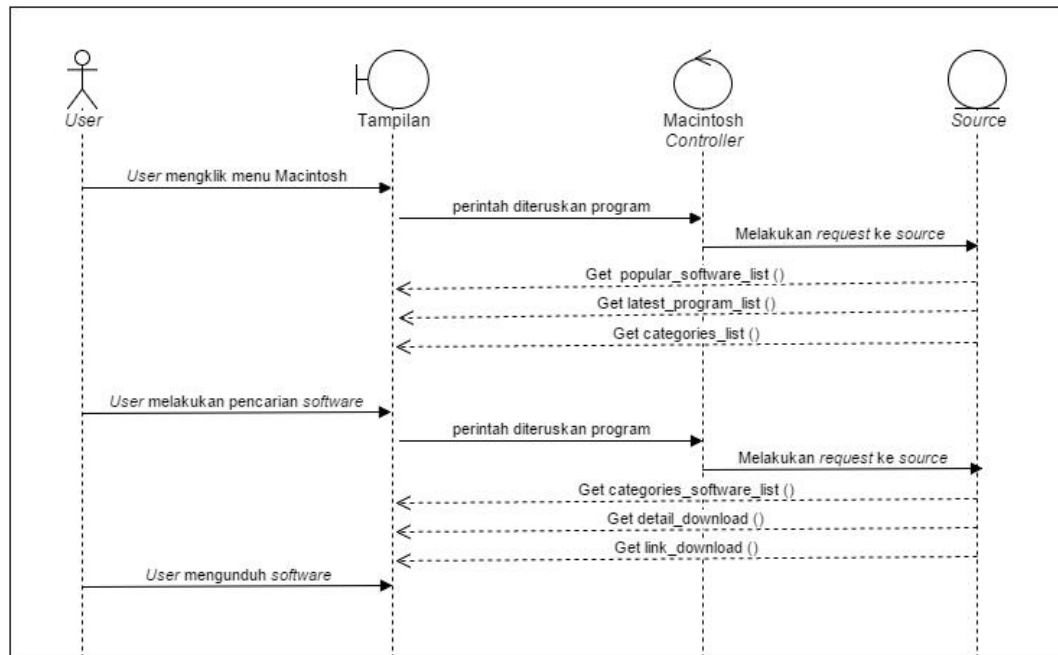 User
Tampilan
Macintosh
Controller
Source
User mengklik menu Macintosh
perintah diteruskan program
Melakukan request ke source
Get popular_software_list ()
Get latest_program_list ()
Get categories_list ()
User melakukan pencarian software
perintah diteruskan program
Melakukan request ke source
Get categories_software_list ()
Get detail_download ()
Get link_download ()
User mengunduh software